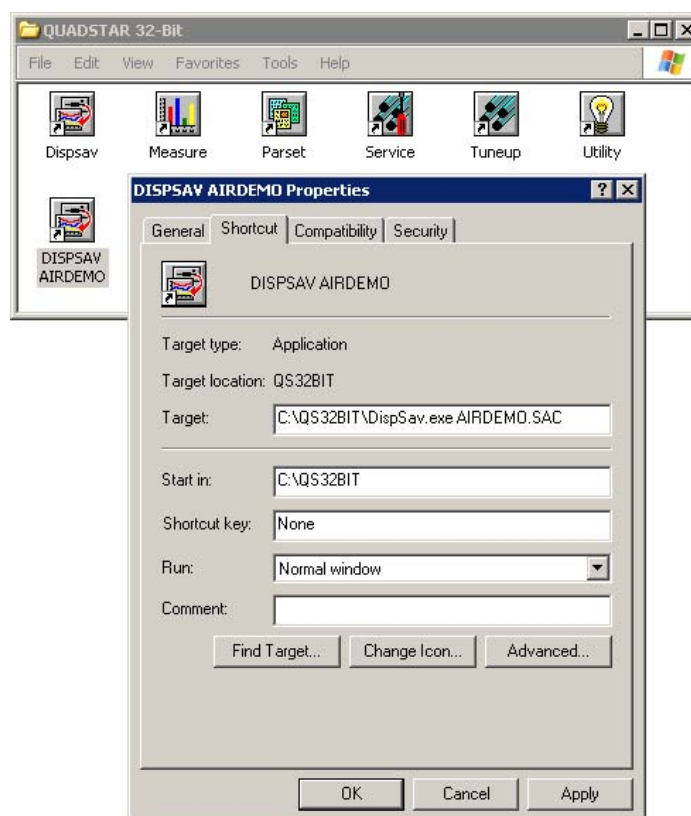 QUADSTAR 32-Bit
File Edit View Favorites Tools Help
Dispsav Measure Parset Service Tuneup Utility
DISPSAV
AIRDEMO
DISPSAV AIRDEMO Properties
General Shortcut Compatibility Security
DISPSAV AIRDEMO
Target type: Application
Target location: QS32BIT
Target: C:\QS32BIT\DispSav.exe AIRDEMO.SAC
Start in: C:\QS32BIT
Shortcut key: None
Run: Normal window
Comment:
Find Target... Change Icon... Advanced...
OK Cancel Apply